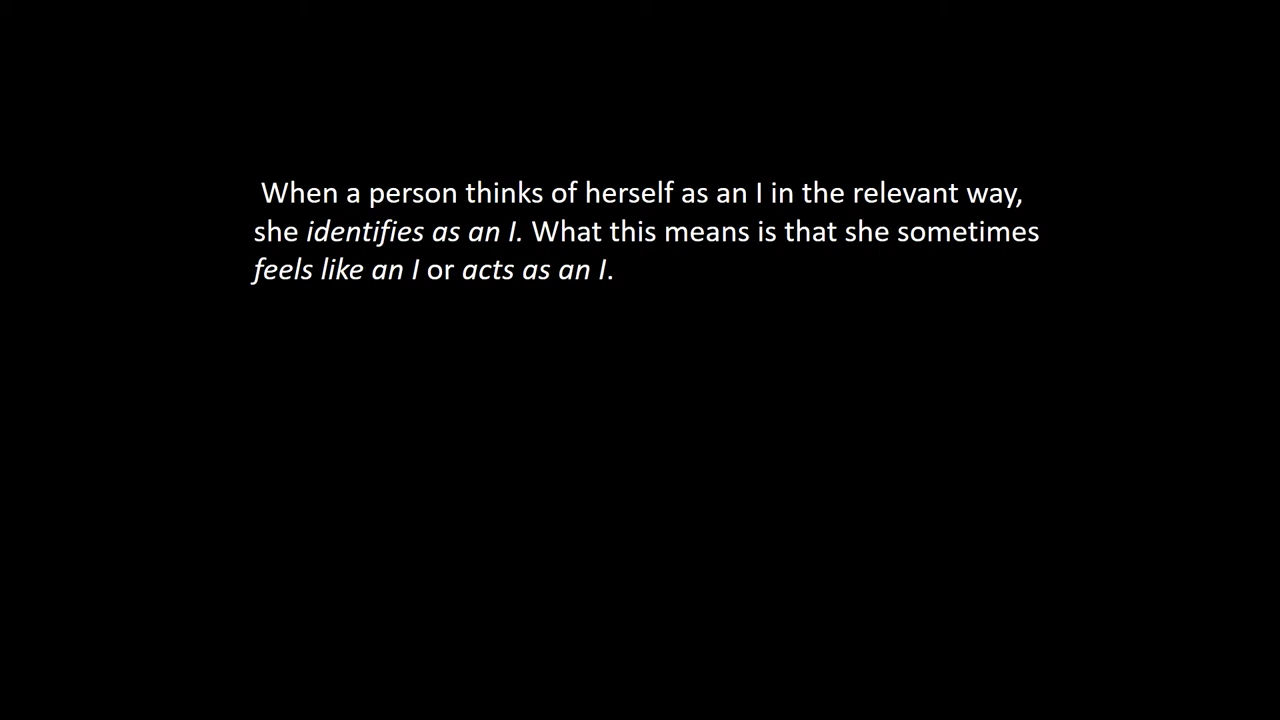 When a person thinks of herself as an I in the relevant way,
she identifies as an I. What this means is that she sometimes
feels like an I or acts as an I.